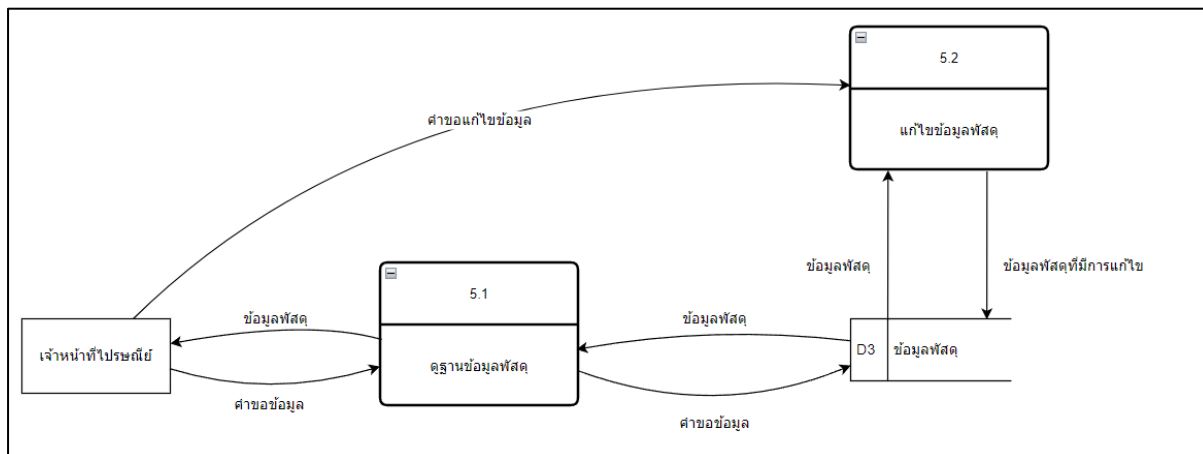 5.2
คำขอแก้ไขข้อมูล
แก้ไขข้อมูลพัสดุ
ข้อมูลพัสดุ
ข้อมูลพัสดุที่มีการแก้ไข
5.1
ข้อมูลพัสดุ
ข้อมูลพัสดุ
เจ้าหน้าที่ไปรษณีย์
ดูฐานข้อมูลพัสดุ
D3
ข้อมูลพัสดุ
คำขอข้อมูล
คำขอข้อมูล